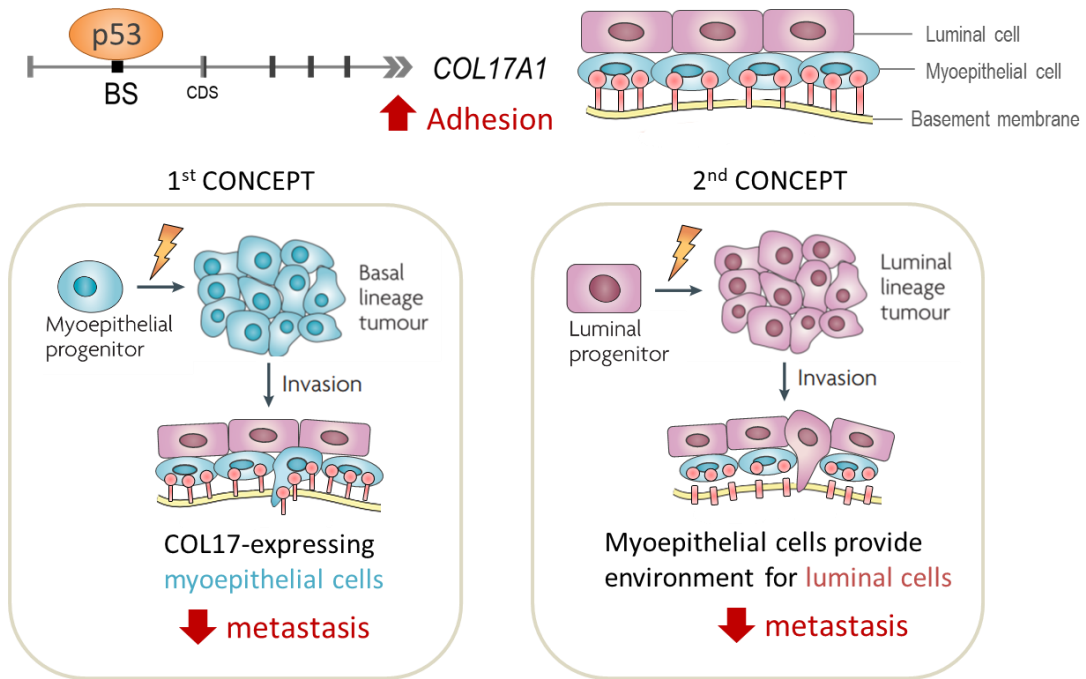 p53
BS
CDS
COL17A1
Adhesion
Luminal cell
Myoepithelial cell
Basement membrane
1st CONCEPT
Myoepithelial
progenitor
Basal
lineage
tumour
Invasion
COL17-expressing
myoepithelial cells
metastasis
2nd CONCEPT
Luminal
progenitor
Luminal
lineage
tumour
Invasion
Myoepithelial cells provide
environment for luminal cells
metastasis